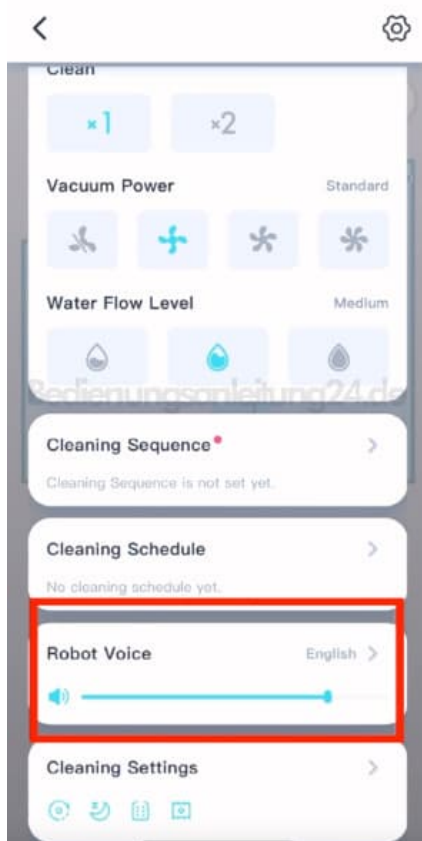 Clean
×1
×2
Vacuum Power
Standard
Water Flow Level
Medium
Bedienungsanleitung24.de
Cleaning Sequence
Cleaning Sequence is not set yet.
Cleaning Schedule
No cleaning schedule yet.
Robot Voice
English
Cleaning Settings